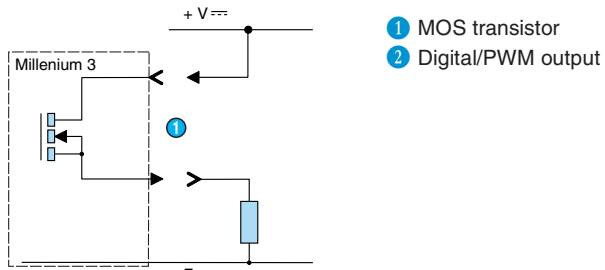 + V ⎓
Millenium 3
1
1 MOS transistor
2 Digital/PWM output